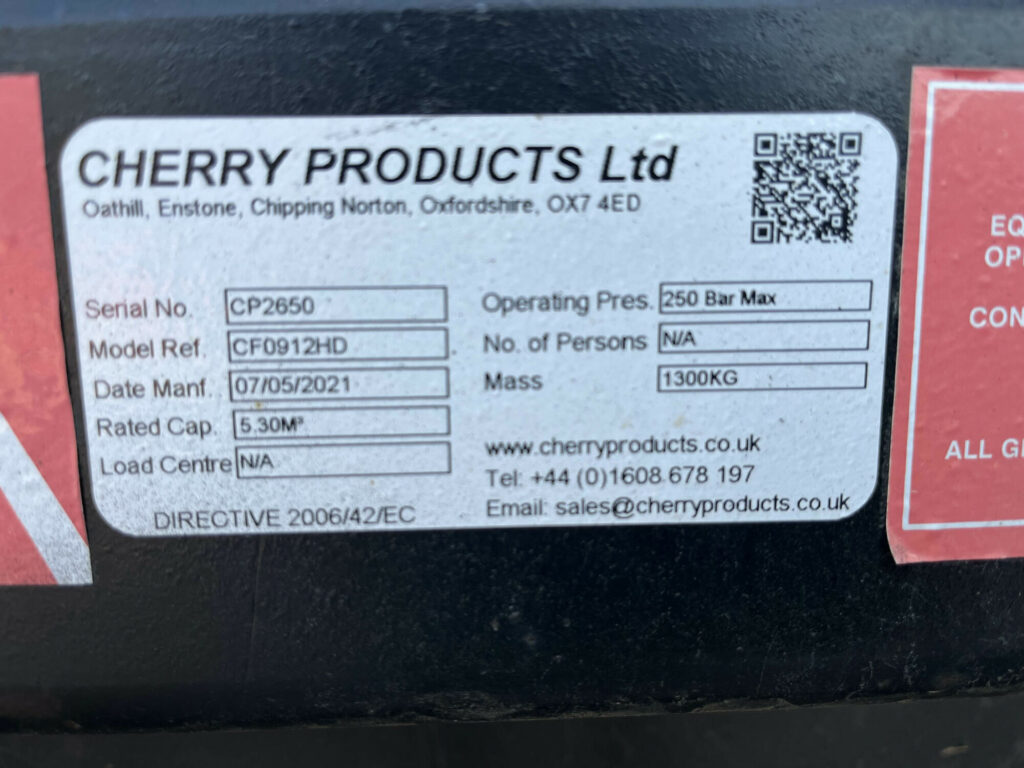 CHERRY PRODUCTS Ltd
Oathill, Enstone, Chipping Norton, Oxfordshire, OX7 4ED
Serial No. CP2650
Model Ref. CF0912HD
Date Manf. 07/05/2021
Rated Cap. 5.30M³
Load Centre N/A
DIRECTIVE 2006/42/EC
Operating Pres. 250 Bar Max
No. of Persons N/A
Mass 1300KG
www.cherryproducts.co.uk
Tel: +44 (0)1608 678 197
Email: sales@cherryproducts.co.uk
EQ
OP
CON
ALL G